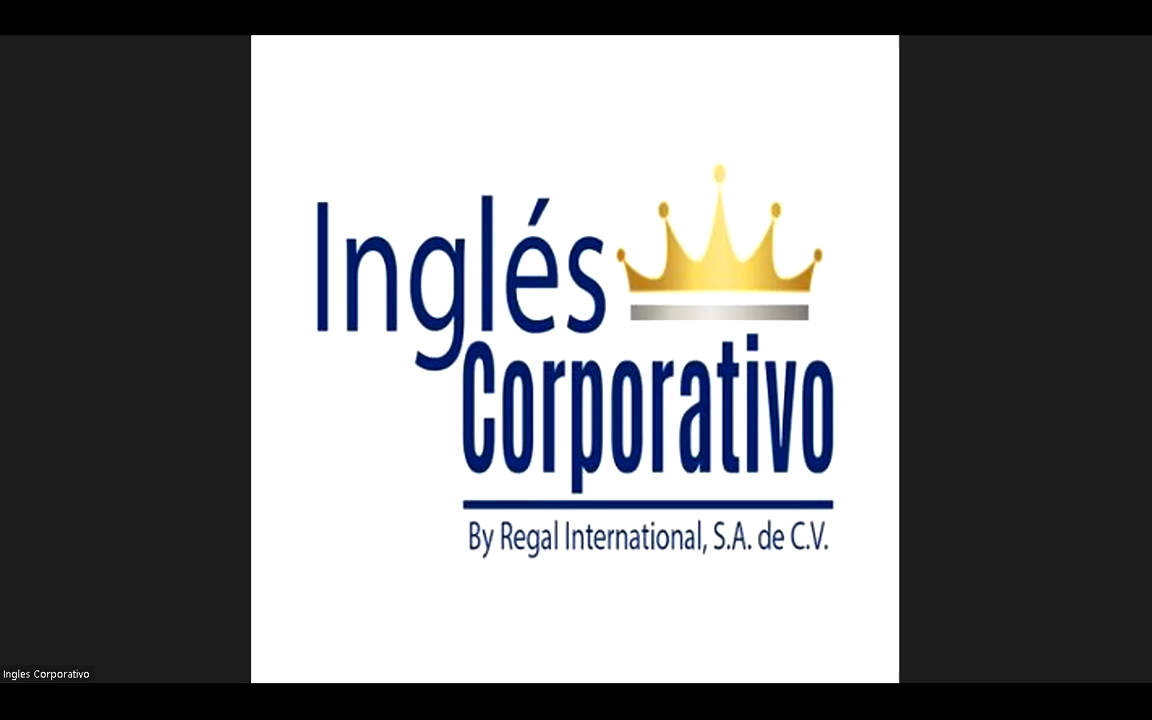 Inglés
Corporativo
By Regal International, S.A. de C.V.
Ingles Corporativo